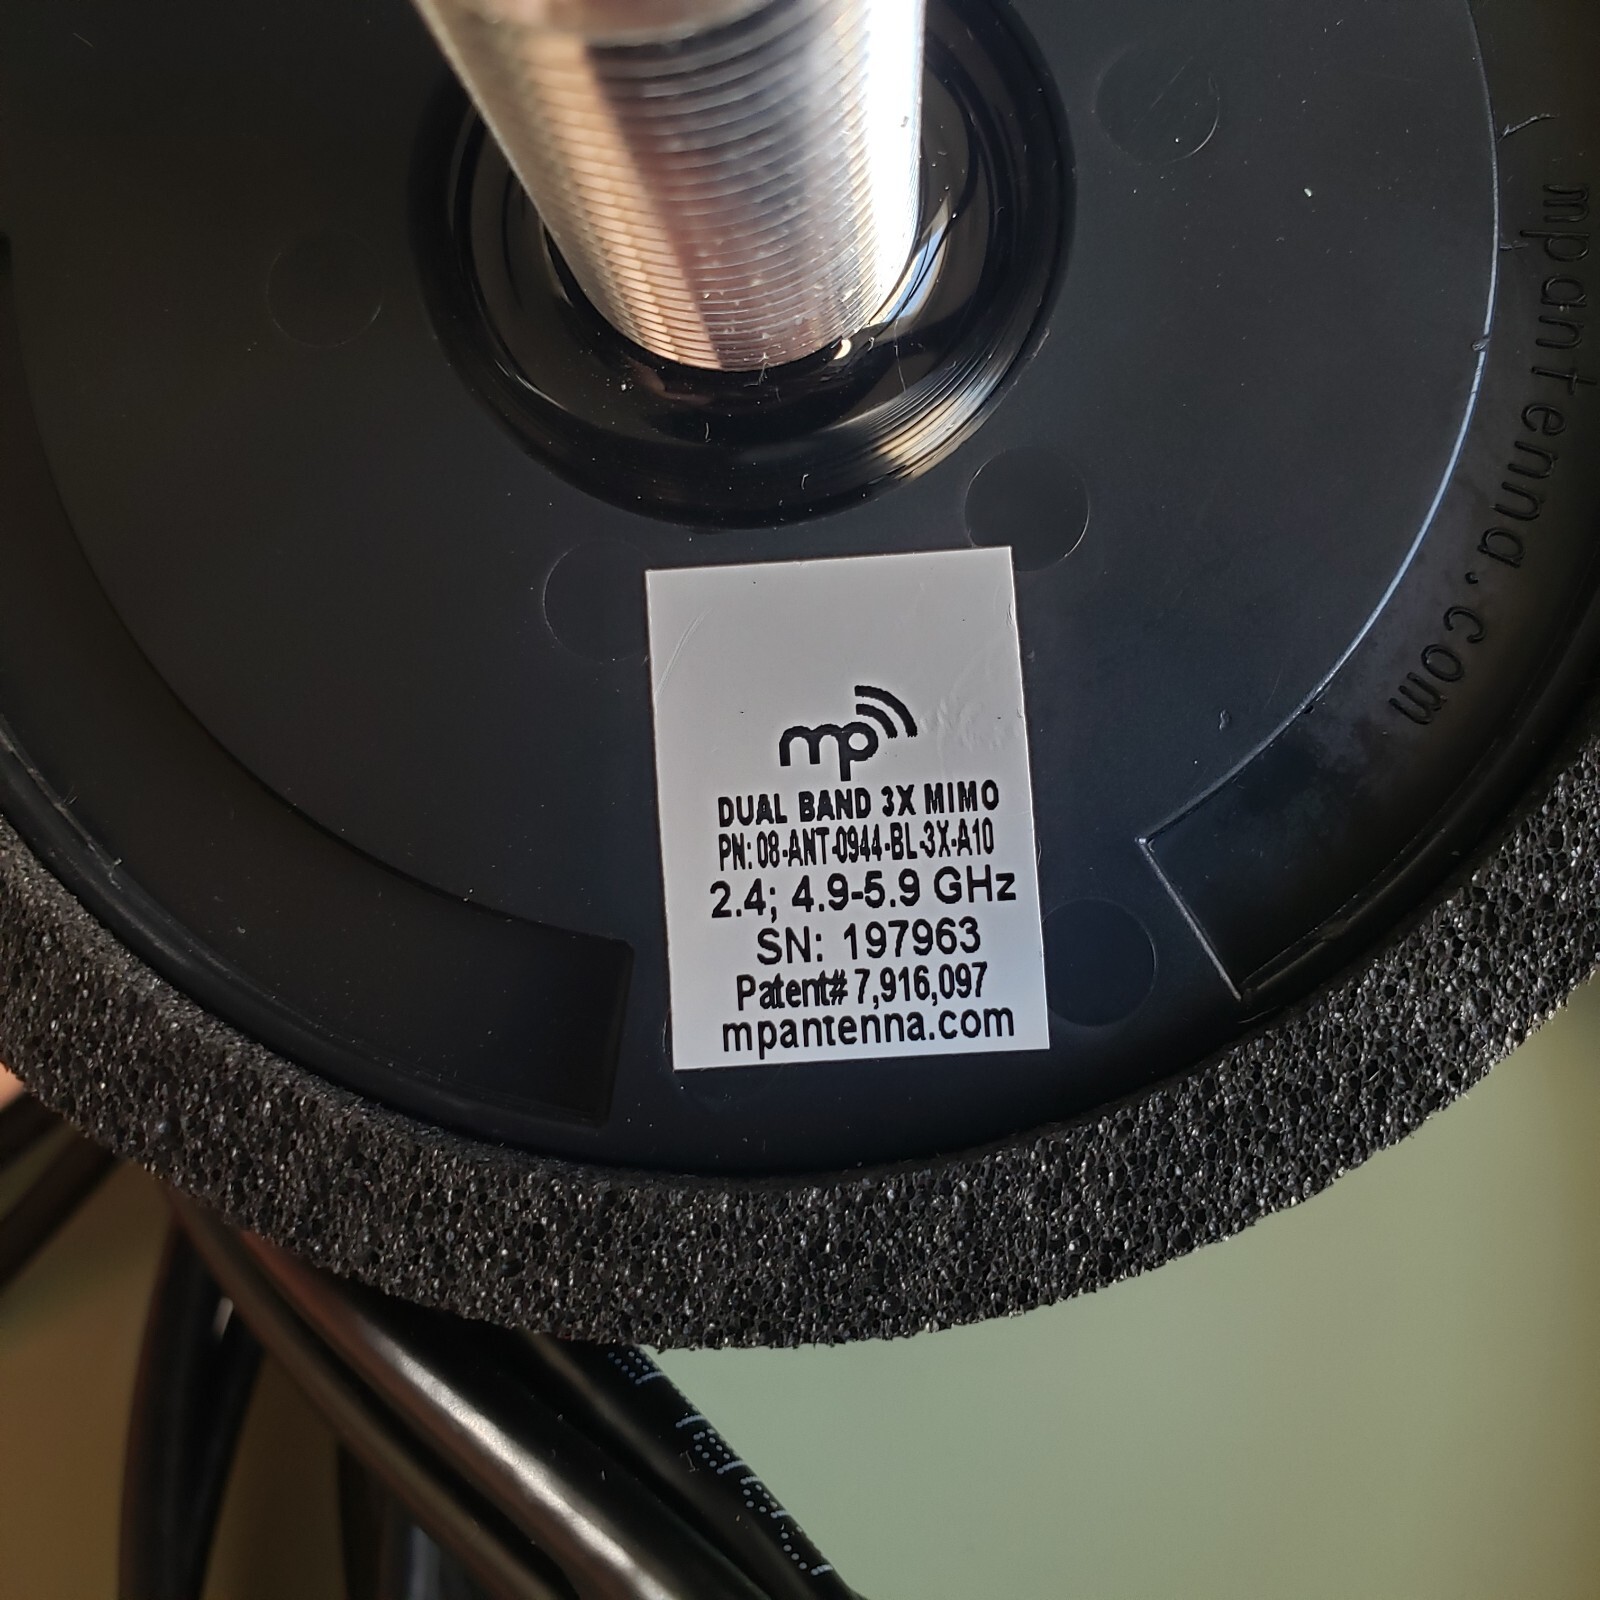 mp
DUAL BAND 3X MIMO
PN: 08-ANT-0944-BL-3X-A10
2.4; 4.9-5.9 GHz
SN: 197963
Patent# 7,916,097
mpantenna.com
mpantenna.com